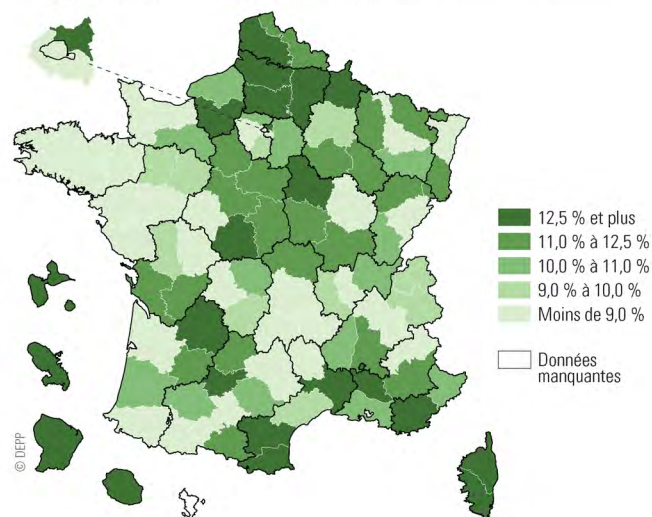 12,5 % et plus
11,0 % à 12,5 %
10,0 % à 11,0 %
9,0 % à 10,0 %
Moins de 9,0 %
Données
manquantes
© DEPP